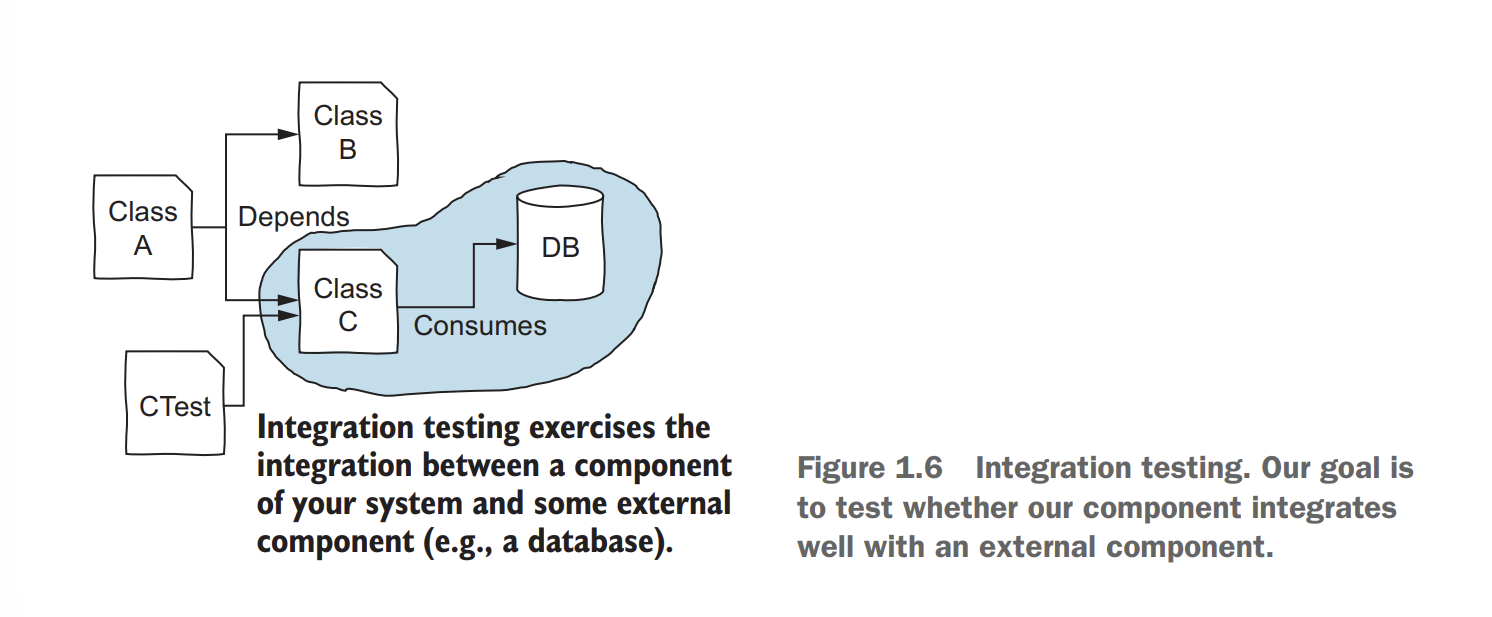 Class
B
Class
A
Depends
DB
Class
C
Consumes
CTest
Integration testing exercises the
integration between a component
of your system and some external
component (e.g., a database).
Figure 1.6 Integration testing. Our goal is
to test whether our component integrates
well with an external component.